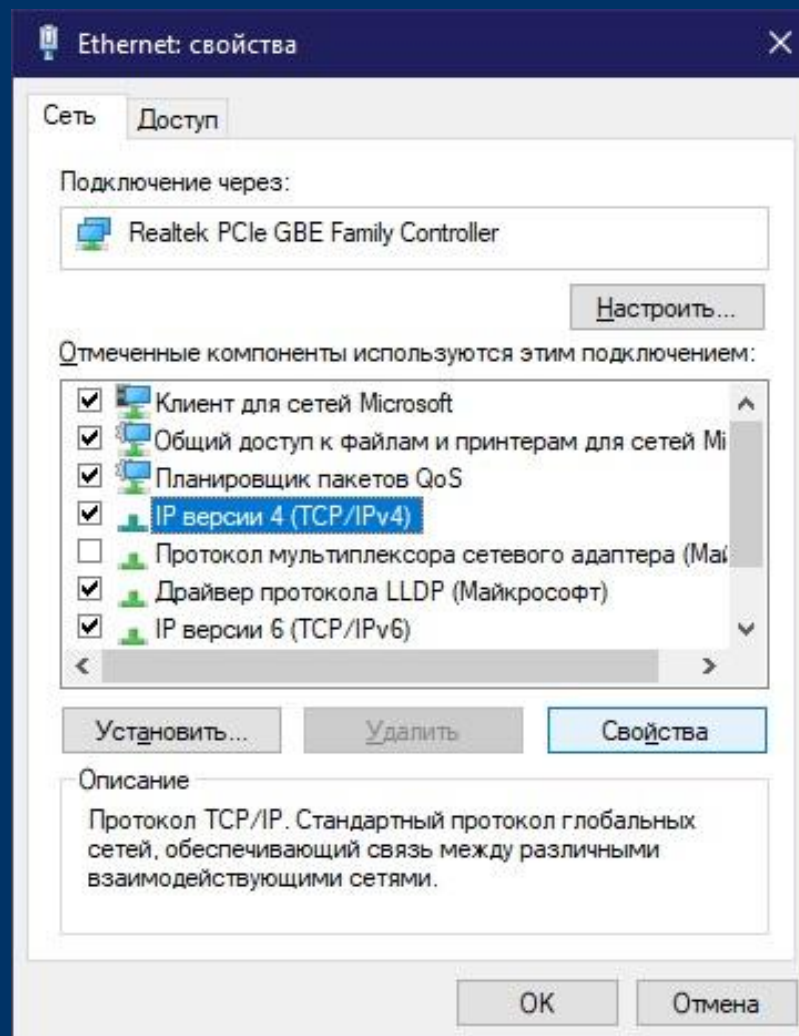 Ethernet: свойства
Сеть
Доступ
Подключение через:
Realtek PCIe GBE Family Controller
Настроить...
Отмеченные компоненты используются этим подключением:
Клиент для сетей Microsoft
Общий доступ к файлам и принтерам для сетей Mi
Планировщик пакетов QoS
IP версии 4 (TCP/IPv4)
Протокол мультиплексора сетевого адаптера (Май
Драйвер протокола LLDP (Майкрософт)
IP версии 6 (TCP/IPv6)
Установить...
Удалить
Свойства
Описание
Протокол TCP/IP. Стандартный протокол глобальных
сетей, обеспечивающий связь между различными
взаимодействующими сетями.
OK
Отмена